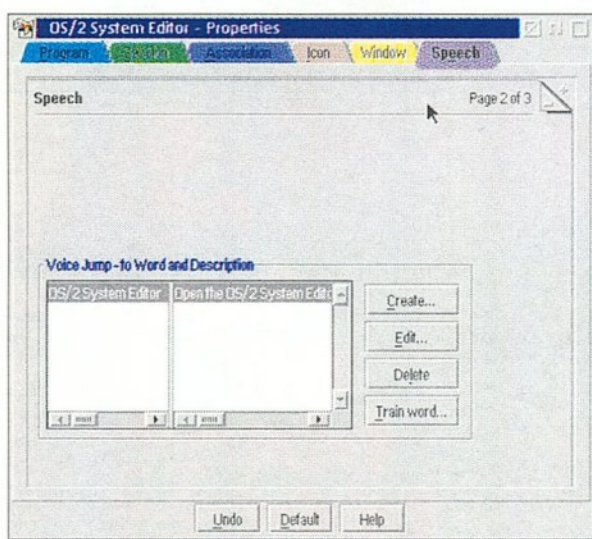 OS/2 System Editor - Properties
Program Session Association Icon Window Speech
Speech Page 2 of 3
Voice Jump-to Word and Description
OS/2 System Editor Open the OS/2 System Edito
Create...
Edit...
Delete
Train word...
Undo Default Help